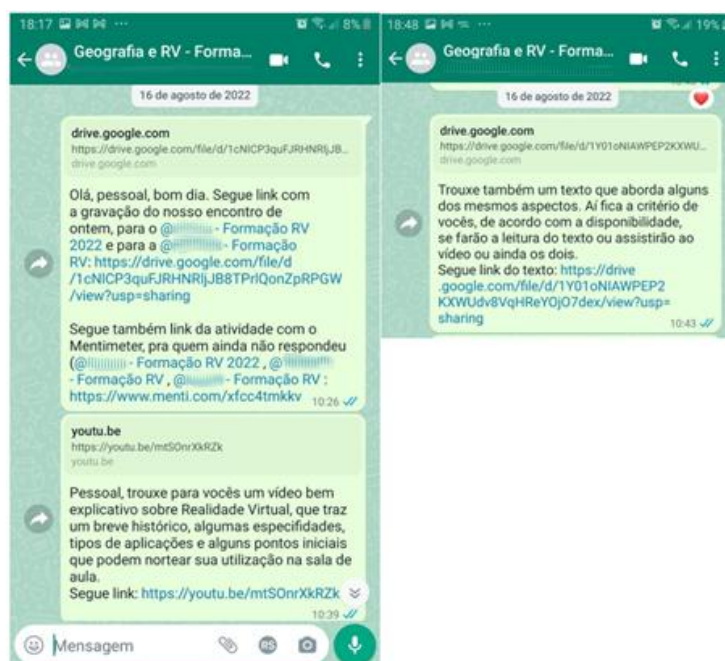 18:17 ... 8%
Geografia e RV - Forma...
16 de agosto de 2022
drive.google.com
https://drive.google.com/file/d/1cNICP3quFJRHNRIjJB...
drive.google.com
Olá, pessoal, bom dia. Segue link com
a gravação do nosso encontro de
ontem, para o @ - Formação RV
2022 e para a @ - Formação
RV: https://drive.google.com/file/d
/1cNICP3quFJRHNRIjJB8TPrlQonZpRPGW
/view?usp=sharing
Segue também link da atividade com o
Mentimeter, pra quem ainda não respondeu
(@ - Formação RV 2022 , @
- Formação RV , @ - Formação RV :
https://www.menti.com/xfcc4tmkkv 10:26
youtu.be
https://youtu.be/mtSOnrXkRZk
youtu.be
Pessoal, trouxe para vocês um vídeo bem
explicativo sobre Realidade Virtual, que traz
um breve histórico, algumas especifidades,
tipos de aplicações e alguns pontos iniciais
que podem nortear sua utilização na sala de
aula.
Segue link: https://youtu.be/mtSOnrXkRZk
10:39
Mensagem
RS
18:48 ... 19%
Geografia e RV - Forma...
16 de agosto de 2022
drive.google.com
https://drive.google.com/file/d/1Y01oNIAWPEP2KXWU...
drive.google.com
Trouxe também um texto que aborda alguns
dos mesmos aspectos. Aí fica a critério de
vocês, de acordo com a disponibilidade,
se farão a leitura do texto ou assistirão ao
vídeo ou ainda os dois.
Segue link do texto: https://drive
.google.com/file/d/1Y01oNIAWPEP2
KXWUdv8VqHReYOjO7dex/view?usp=
sharing
10:43